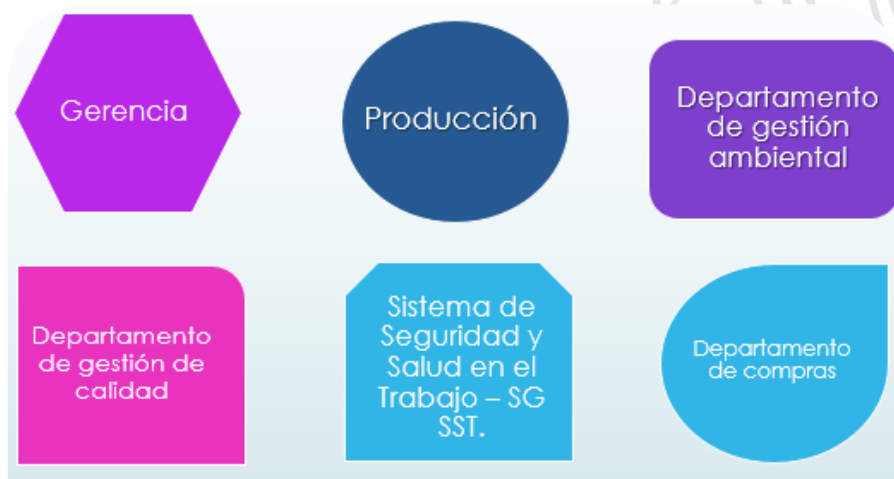 Gerencia
Producción
Departamento
de gestión
ambiental
Departamento
de gestión de
calidad
Sistema de
Seguridad y
Salud en el
Trabajo – SG
SST.
Departamento
de compras